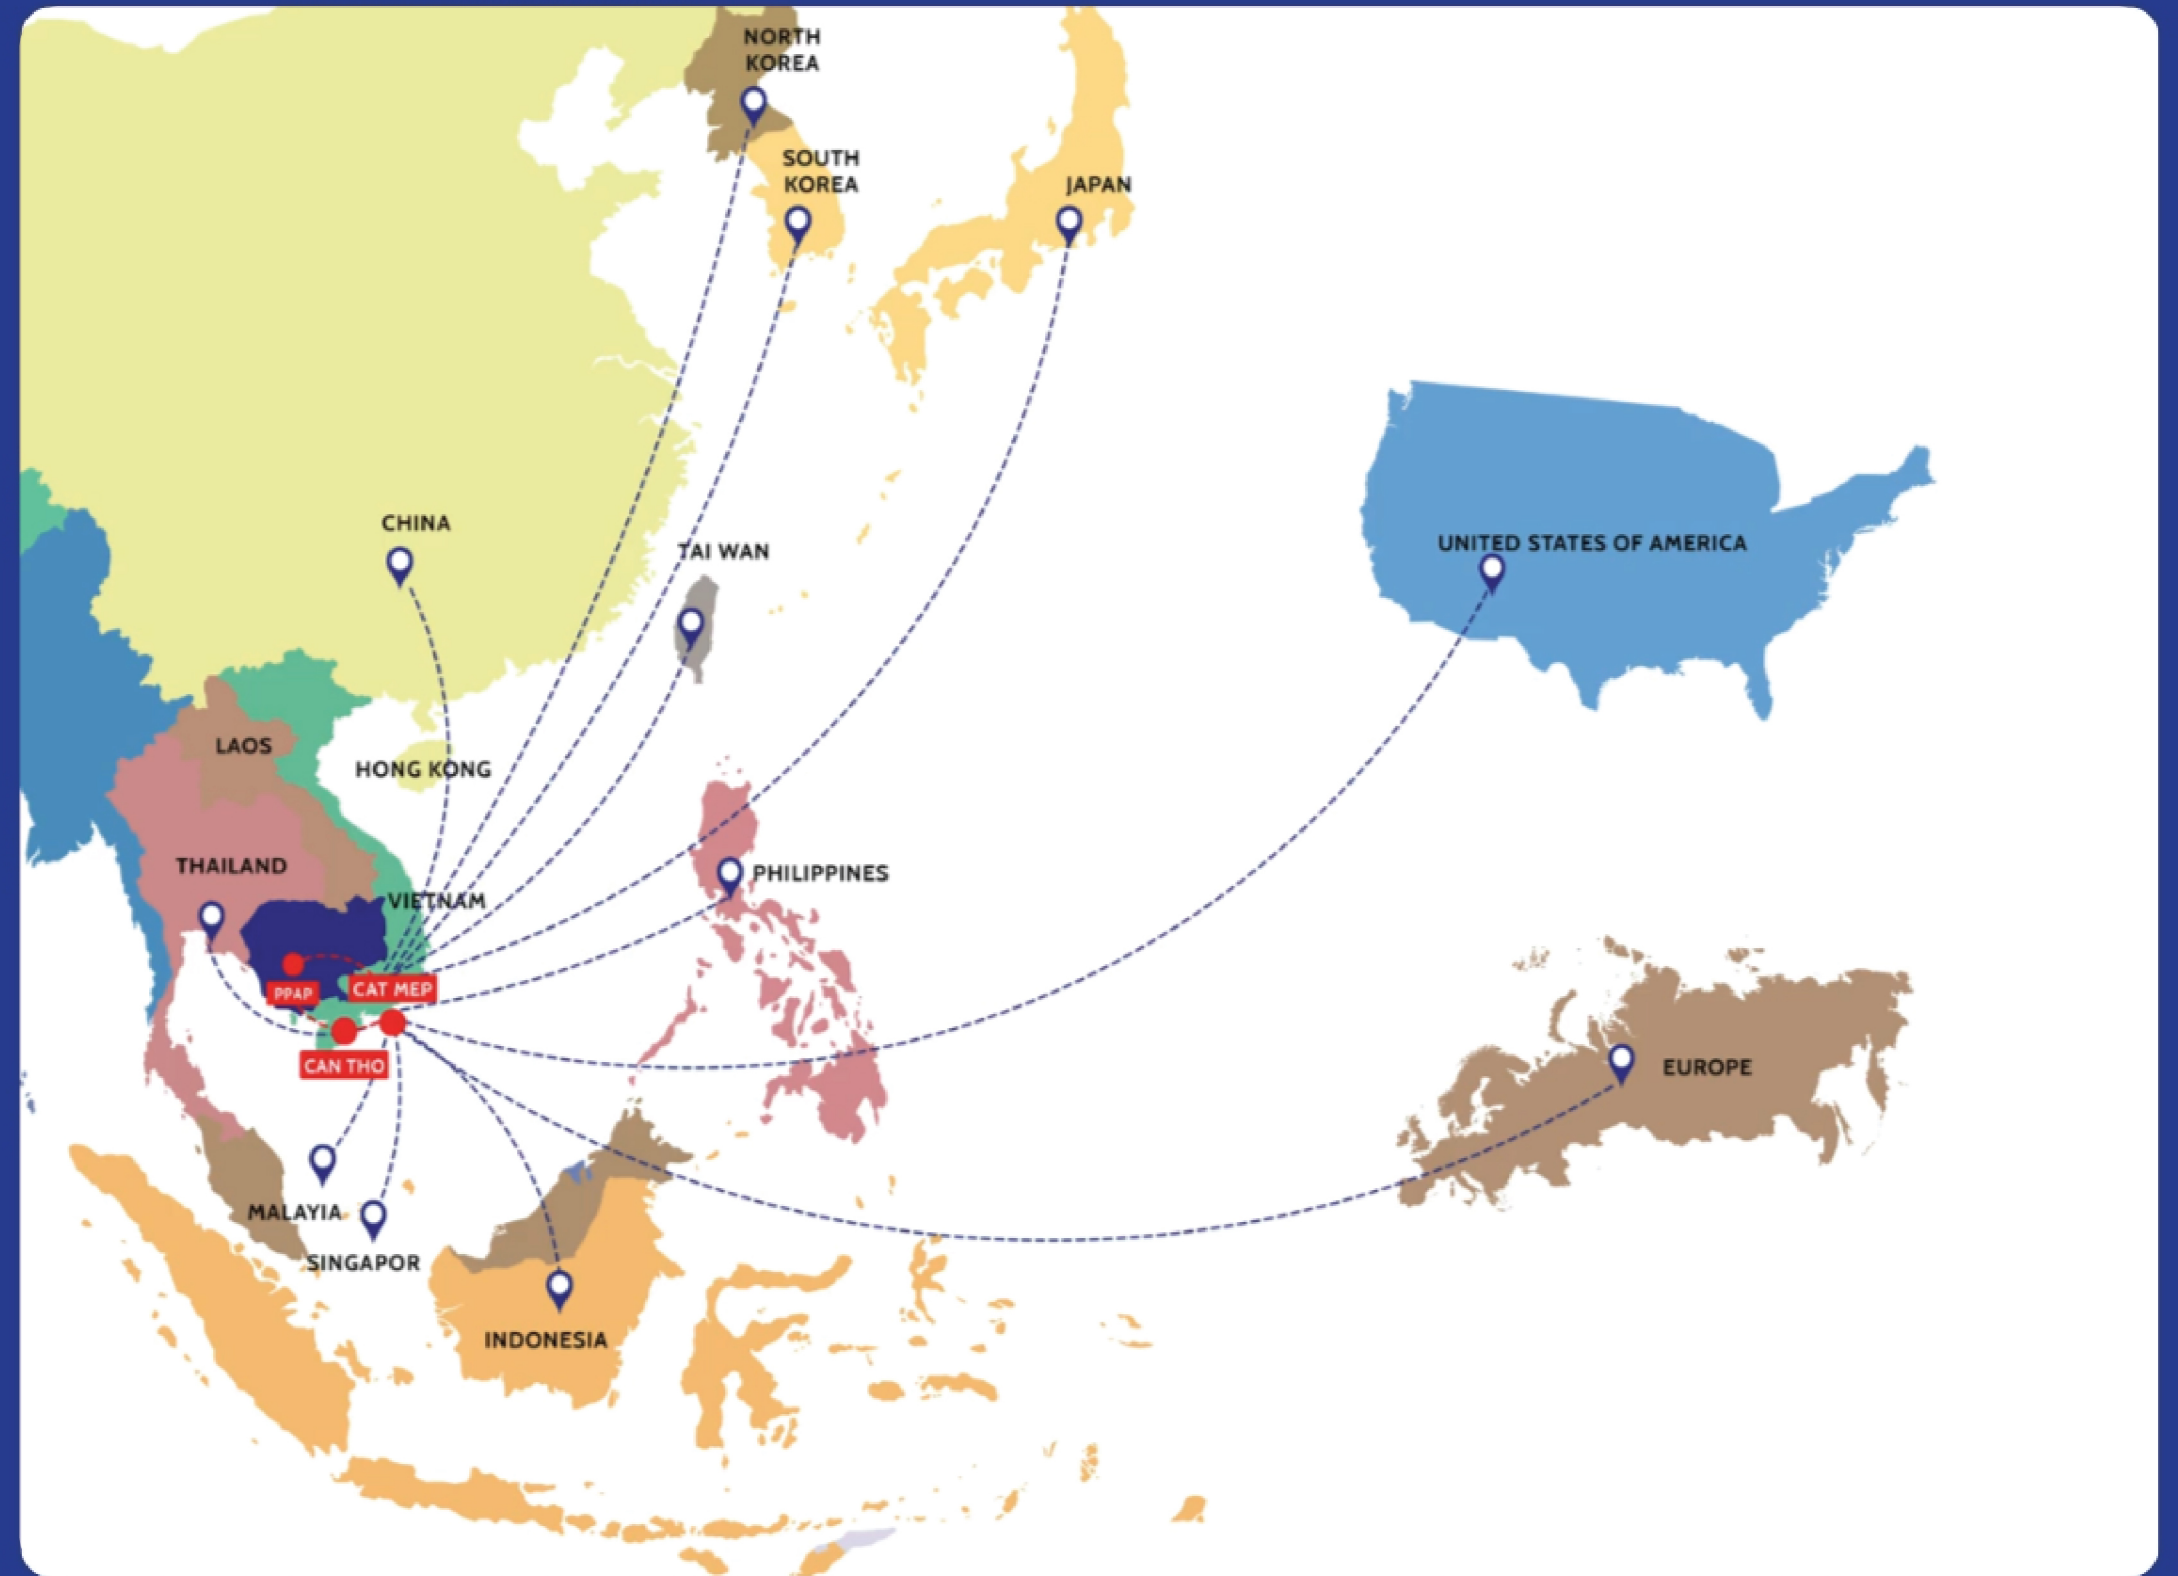 NORTH
KOREA
SOUTH
KOREA
JAPAN
CHINA
TAI WAN
UNITED STATES OF AMERICA
LAOS
HONG KONG
THAILAND
PHILIPPINES
VIETNAM
PPAP
CAT MEP
CAN THO
EUROPE
MALAYIA
SINGAPOR
INDONESIA